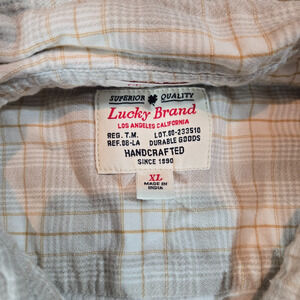 SUPERIOR QUALITY
Lucky Brand
LOS ANGELES CALIFORNIA
REG. T.M. LOT.00-233510
REF.08-LA DURABLE GOODS
HANDCRAFTED
SINCE 1990
XL
MADE IN
INDIA